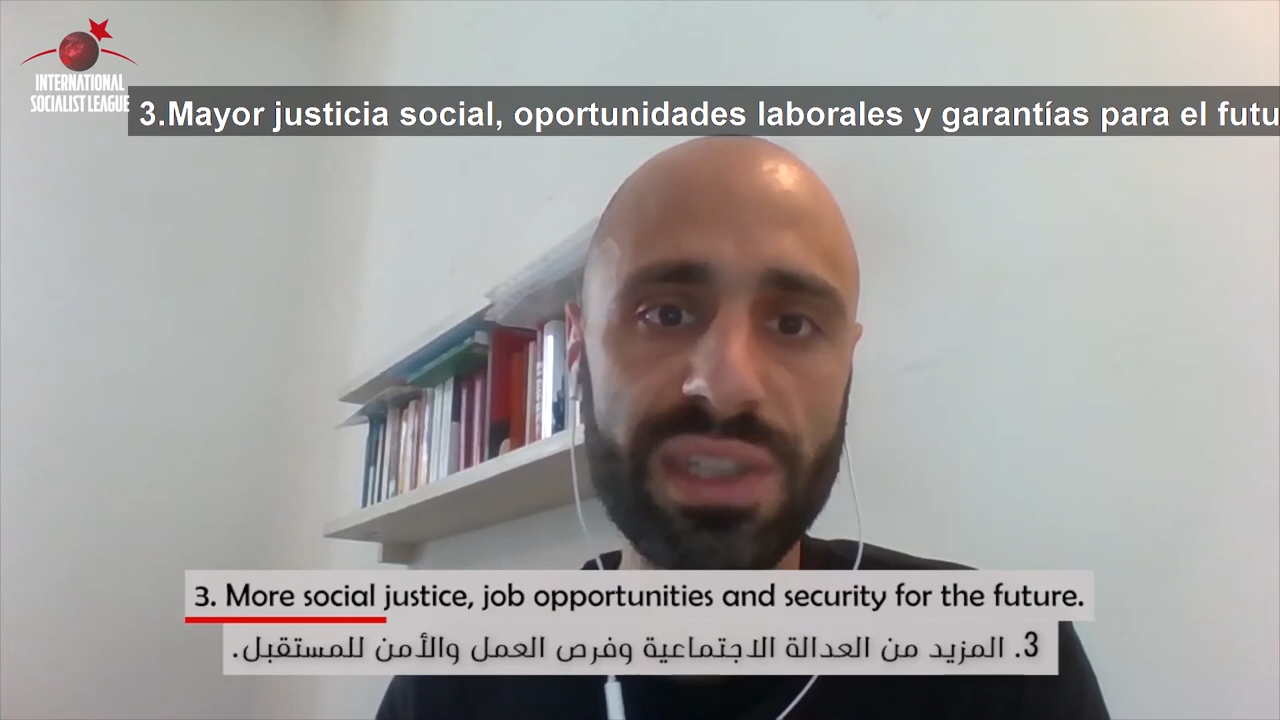 INTERNATIONAL
SOCIALIST LEAGUE
3.Mayor justicia social, oportunidades laborales y garantías para el futu
3. More social justice, job opportunities and security for the future.
3. المزيد من العدالة الاجتماعية وفرص العمل والأمن للمستقبل.